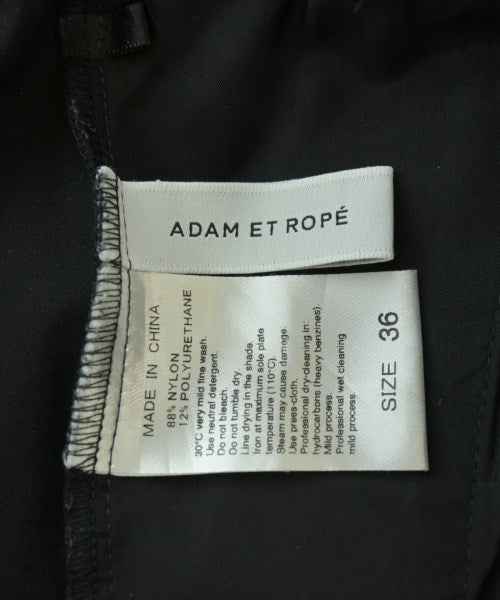 ADAM ET ROPÉ
MADE IN CHINA
88% NYLON
12% POLYURETHANE
30°C very mild fine wash.
Use neutral detergent.
Do not bleach.
Do not tumble dry.
Line drying in the shade.
Iron at maximum sole plate
temperature (110°C).
Steam may cause damage.
Use press-cloth.
Professional dry-cleaning in:
hydrocarbons (heavy benzines).
Mild process.
Professional wet cleaning
mild process.
SIZE 36